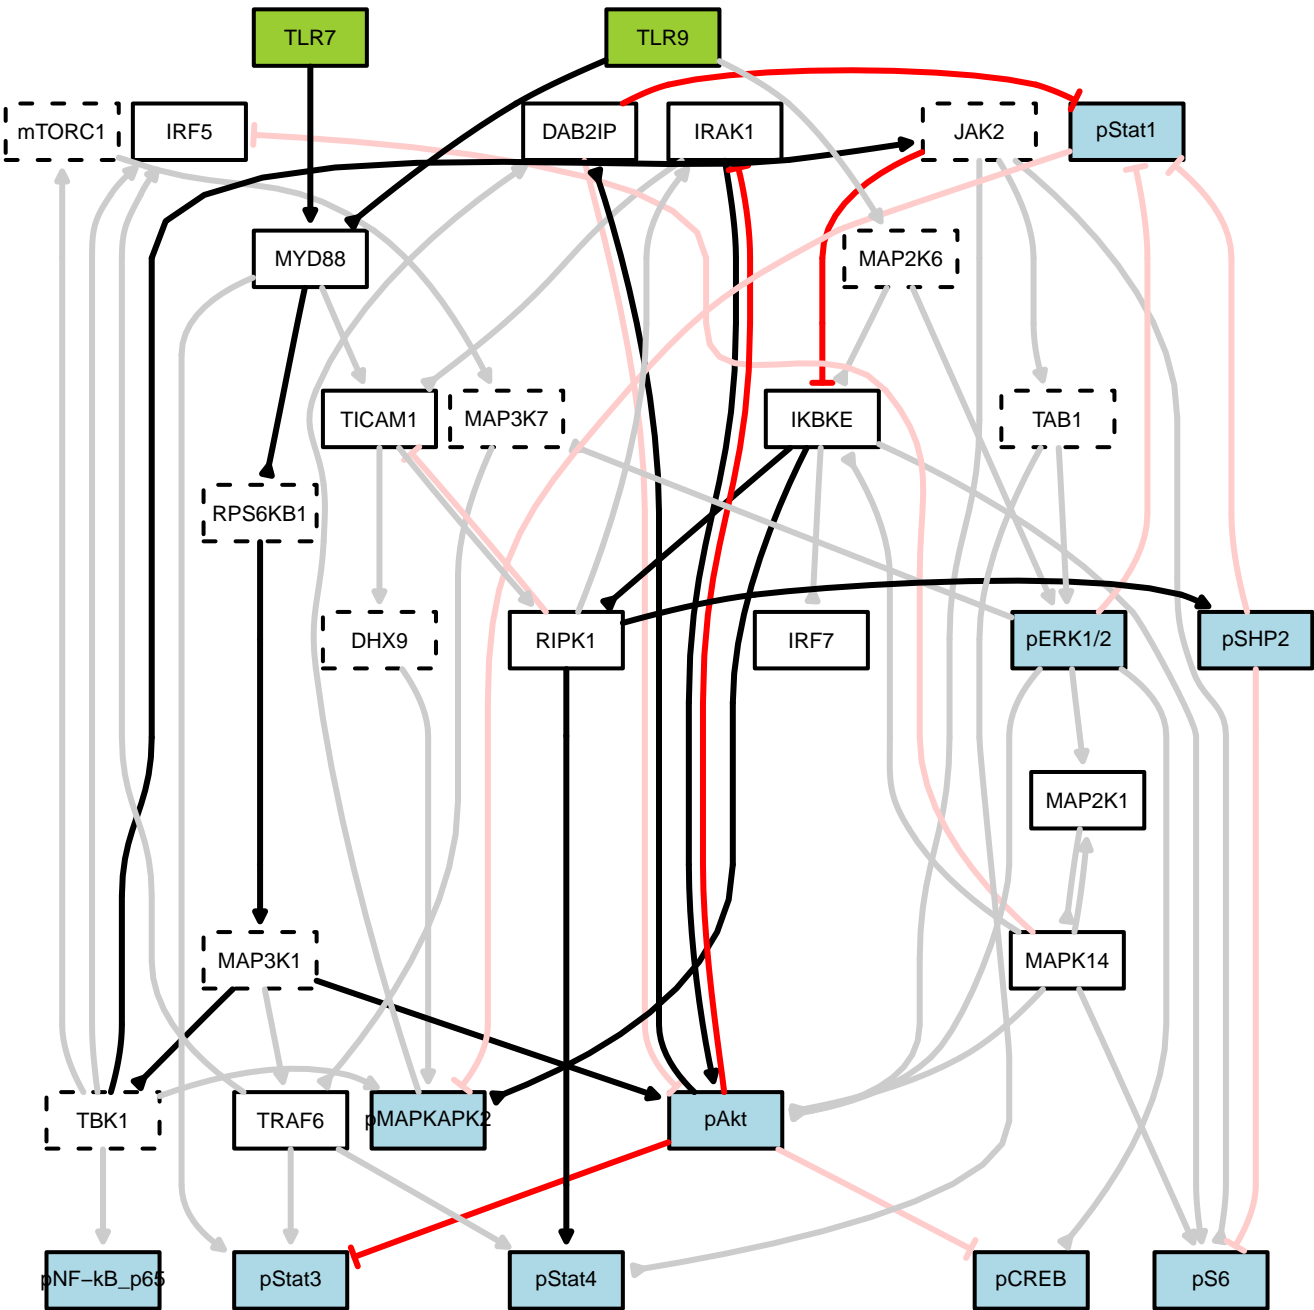 TLR7
TLR9
mTORC1
IRF5
DAB2IP
IRAK1
JAK2
pStat1
MYD88
MAP2K6
TICAM1
MAP3K7
IKBKE
TAB1
RPS6KB1
DHX9
RIPK1
IRF7
pERK1/2
pSHP2
MAP2K1
MAP3K1
MAPK14
TBK1
TRAF6
pMAPKAPK2
pAkt
pNF−kB_p65
pStat3
pStat4
pCREB
pS6